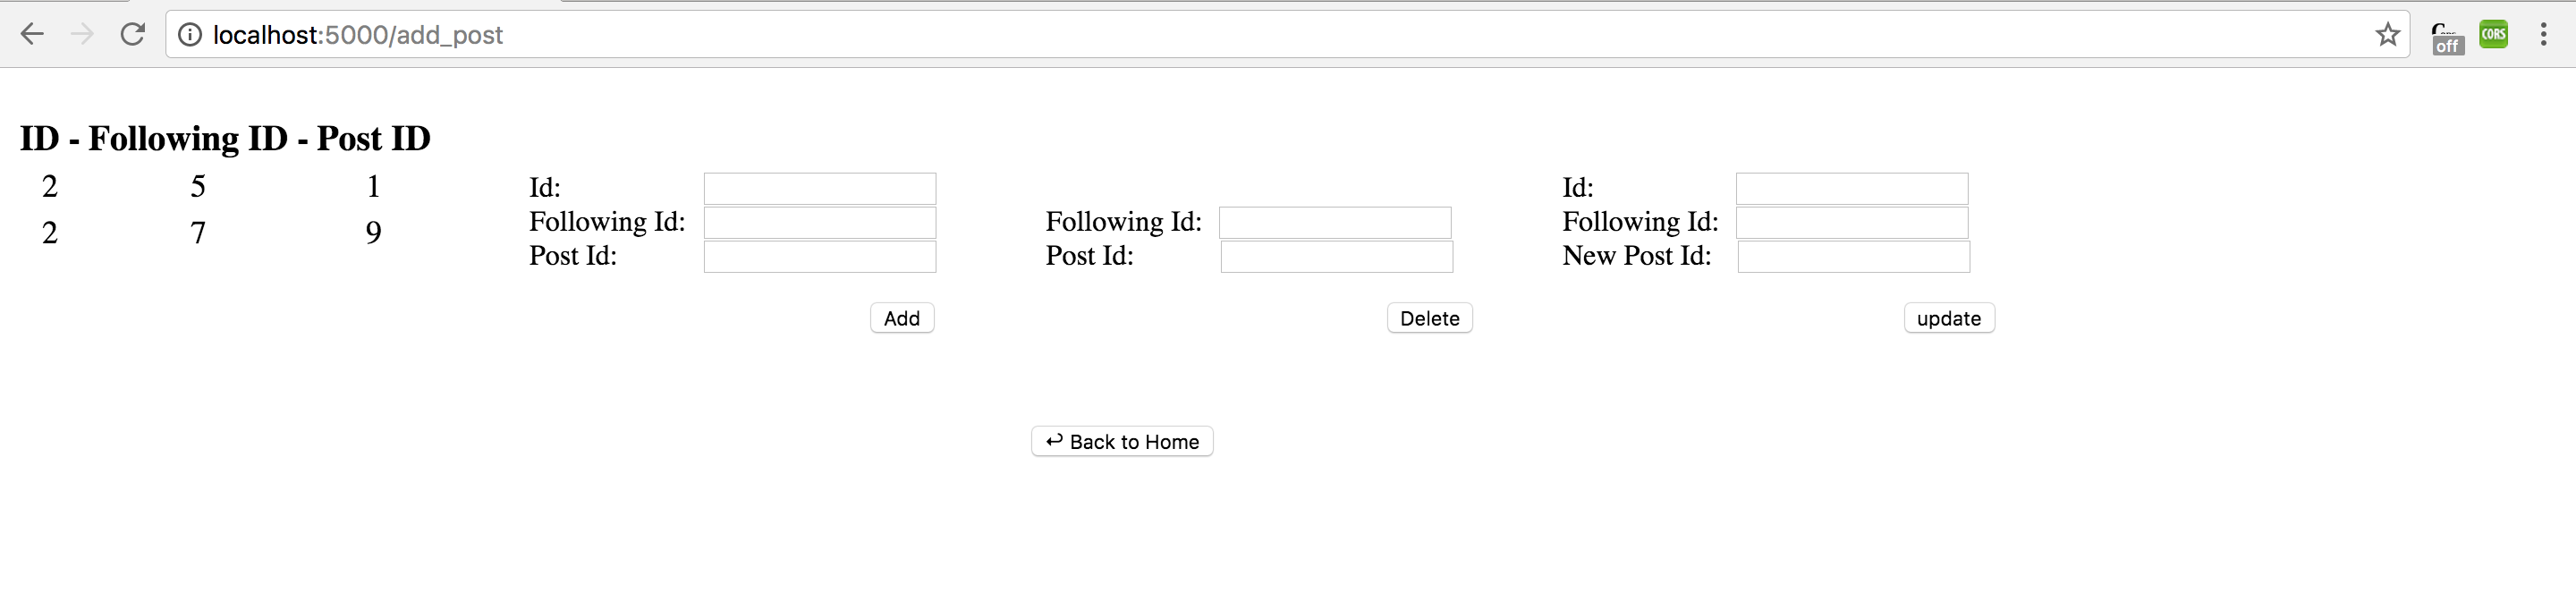 localhost:5000/add_post
off
CORS
ID - Following ID - Post ID
2 5 1
2 7 9
Id:
Following Id:
Post Id:
Add
Following Id:
Post Id:
Delete
Id:
Following Id:
New Post Id:
update
↩ Back to Home